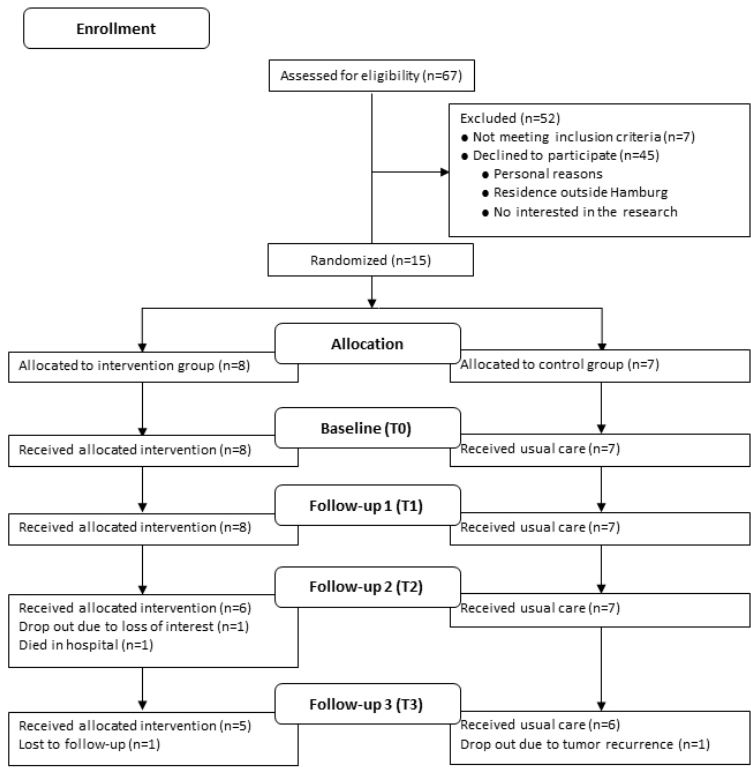 Enrollment
Assessed for eligibility (n=67)
Excluded (n=52)
● Not meeting inclusion criteria (n=7)
● Declined to participate (n=45)
● Personal reasons
● Residence outside Hamburg
● No interested in the research
Randomized (n=15)
Allocation
Allocated to intervention group (n=8)
Allocated to control group (n=7)
Baseline (T0)
Received allocated intervention (n=8)
Received usual care (n=7)
Follow-up 1 (T1)
Received allocated intervention (n=8)
Received usual care (n=7)
Follow-up 2 (T2)
Received allocated intervention (n=6)
Drop out due to loss of interest (n=1)
Died in hospital (n=1)
Received usual care (n=7)
Follow-up 3 (T3)
Received allocated intervention (n=5)
Lost to follow-up (n=1)
Received usual care (n=6)
Drop out due to tumor recurrence (n=1)